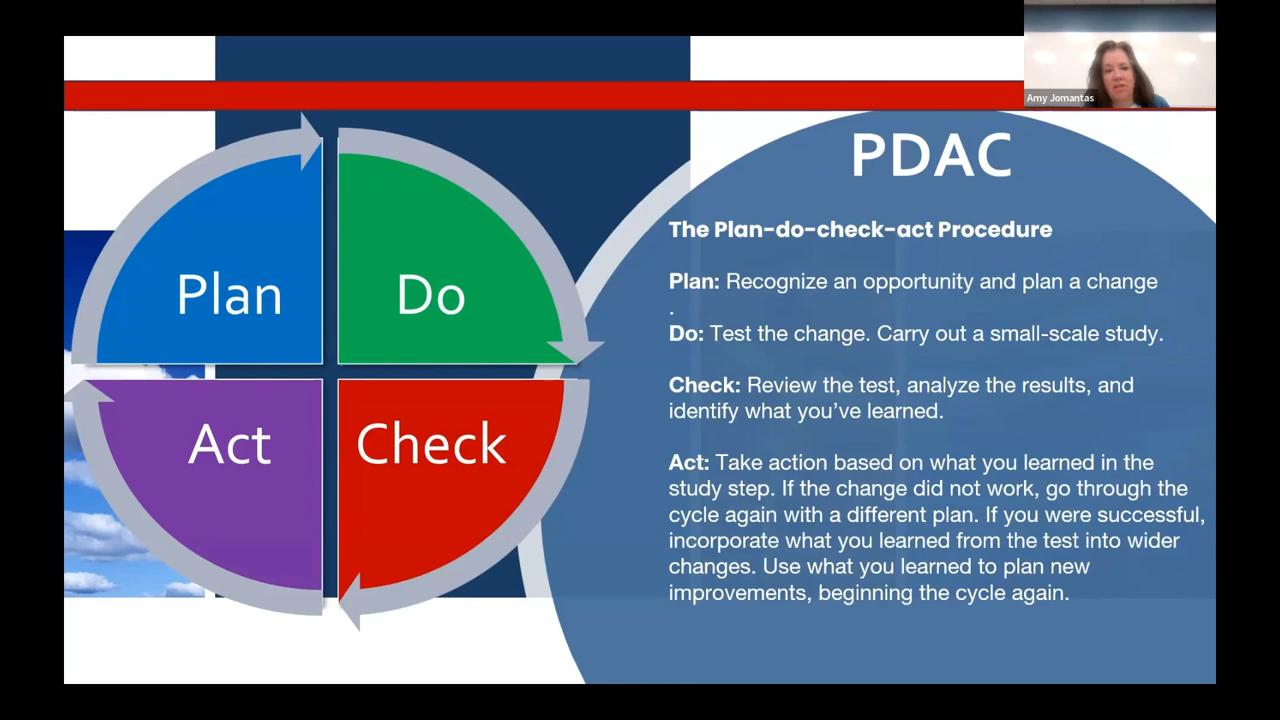 Amy Jomantas
PDAC
The Plan-do-check-act Procedure
Plan
Do
Act
Check
Plan: Recognize an opportunity and plan a change
.
Do: Test the change. Carry out a small-scale study.
Check: Review the test, analyze the results, and
identify what you’ve learned.
Act: Take action based on what you learned in the
study step. If the change did not work, go through the
cycle again with a different plan. If you were successful,
incorporate what you learned from the test into wider
changes. Use what you learned to plan new
improvements, beginning the cycle again.